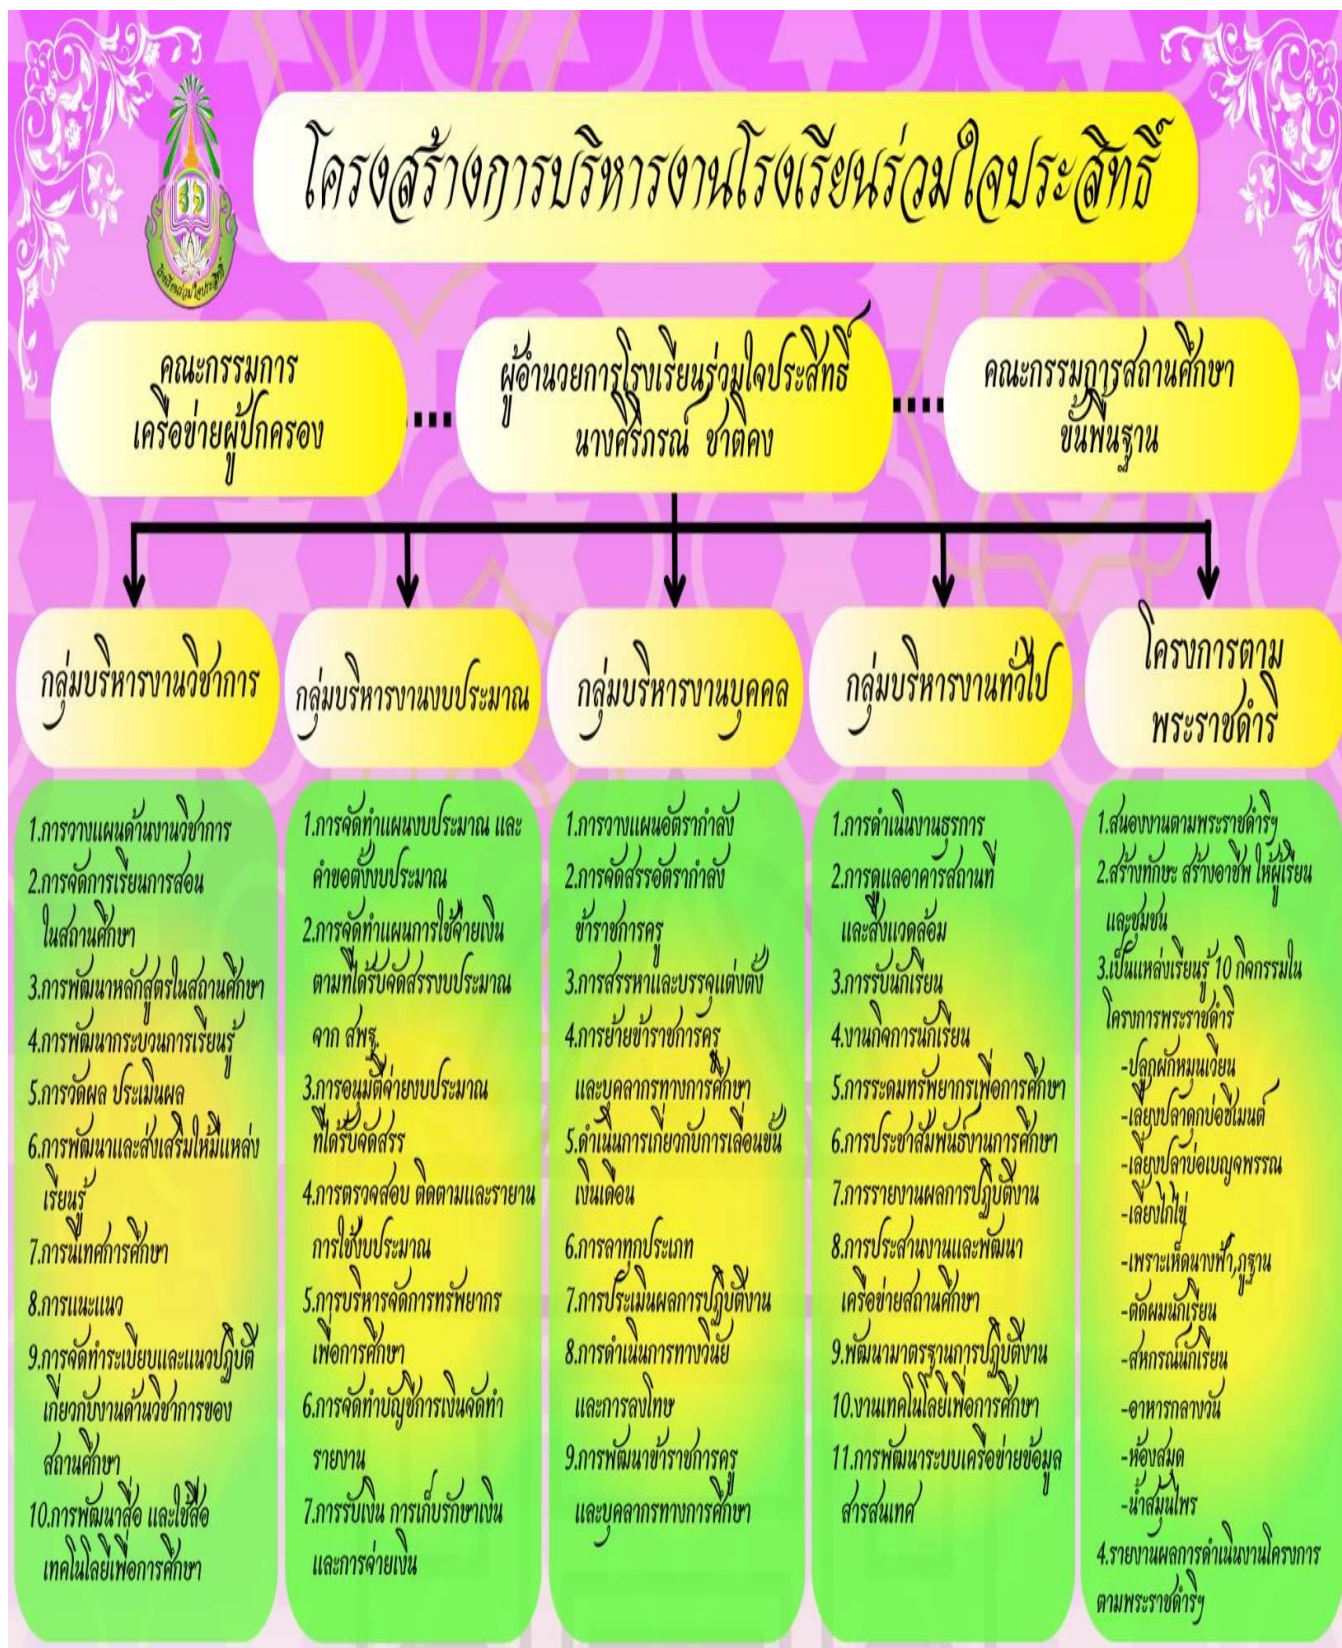 โครงสร้างการบริหารงานโรงเรียนร่วมใจประสิทธิ์
ร ๖
โรงเรียนร่วมใจประสิทธิ์
คณะกรรมการ
เครือข่ายผู้ปกครอง
ผู้อำนวยการโรงเรียนร่วมใจประสิทธิ์
นางศิริภรณ์ ชาติคง
คณะกรรมการสถานศึกษา
ขั้นพื้นฐาน
กลุ่มบริหารงานวิชาการ
1.การวางแผนด้านงานวิชาการ
2.การจัดการเรียนการสอน
ในสถานศึกษา
3.การพัฒนาหลักสูตรในสถานศึกษา
4.การพัฒนากระบวนการเรียนรู้
5.การวัดผล ประเมินผล
6.การพัฒนาและส่งเสริมให้มีแหล่ง
เรียนรู้
7.การนิเทศการศึกษา
8.การแนะแนว
9.การจัดทำระเบียบและแนวปฏิบัติ
เกี่ยวกับงานด้านวิชาการของ
สถานศึกษา
10.การพัฒนาสื่อ และใช้สื่อ
เทคโนโลยีเพื่อการศึกษา
กลุ่มบริหารงานงบประมาณ
1.การจัดทำแผนงบประมาณ และ
คำขอตั้งงบประมาณ
2.การจัดทำแผนการใช้จ่ายเงิน
ตามที่ได้รับจัดสรรงบประมาณ
จาก สพฐ.
3.การอนุมัติจ่ายงบประมาณ
ที่ได้รับจัดสรร
4.การตรวจสอบ ติดตามและรายาน
การใช้งบประมาณ
5.การบริหารจัดการทรัพยากร
เพื่อการศึกษา
6.การจัดทำบัญชีการเงินจัดทำ
รายงาน
7.การรับเงิน การเก็บรักษาเงิน
และการจ่ายเงิน
กลุ่มบริหารงานบุคคล
1.การวางแผนอัตรากำลัง
2.การจัดสรรอัตรากำลัง
ข้าราชการครู
3.การสรรหาและบรรจุแต่งตั้ง
4.การย้ายข้าราชการครู
และบุคลากรทางการศึกษา
5.ดำเนินการเกี่ยวกับการเลื่อนขั้น
เงินเดือน
6.การลาทุกประเภท
7.การประเมินผลการปฏิบัติงาน
8.การดำเนินการทางวินัย
และการลงโทษ
9.การพัฒนาข้าราชการครู
และบุคลากรทางการศึกษา
กลุ่มบริหารงานทั่วไป
1.การดำเนินงานธุรการ
2.การดูแลอาคารสถานที่
และสิ่งแวดล้อม
3.การรับนักเรียน
4.งานกิจการนักเรียน
5.การระดมทรัพยากรเพื่อการศึกษา
6.การประชาสัมพันธ์งานการศึกษา
7.การรายงานผลการปฏิบัติงาน
8.การประสานงานและพัฒนา
เครือข่ายสถานศึกษา
9.พัฒนามาตรฐานการปฏิบัติงาน
10.งานเทคโนโลยีเพื่อการศึกษา
11.การพัฒนาระบบเครือข่ายข้อมูล
สารสนเทศ
โครงการตาม
พระราชดำริ
1.สนองงานตามพระราชดำริฯ
2.สร้างทักษะ สร้างอาชีพ ให้ผู้เรียน
และชุมชน
3.เป็นแหล่งเรียนรู้ 10 กิจกรรมใน
โครงการพระราชดำริ
-ปลูกผักหมุนเวียน
-เลี้ยงปลาดุกบ่อซีเมนต์
-เลี้ยงปลาบ่อเบญจพรรณ
-เลี้ยงไก่ไข่
-เพราะเห็ดนางฟ้า,ภูฐาน
-ตัดผมนักเรียน
-สหกรณ์นักเรียน
-อาหารกลางวัน
-ห้องสมุด
-น้ำสมุนไพร
4.รายงานผลการดำเนินงานโครงการ
ตามพระราชดำริฯ